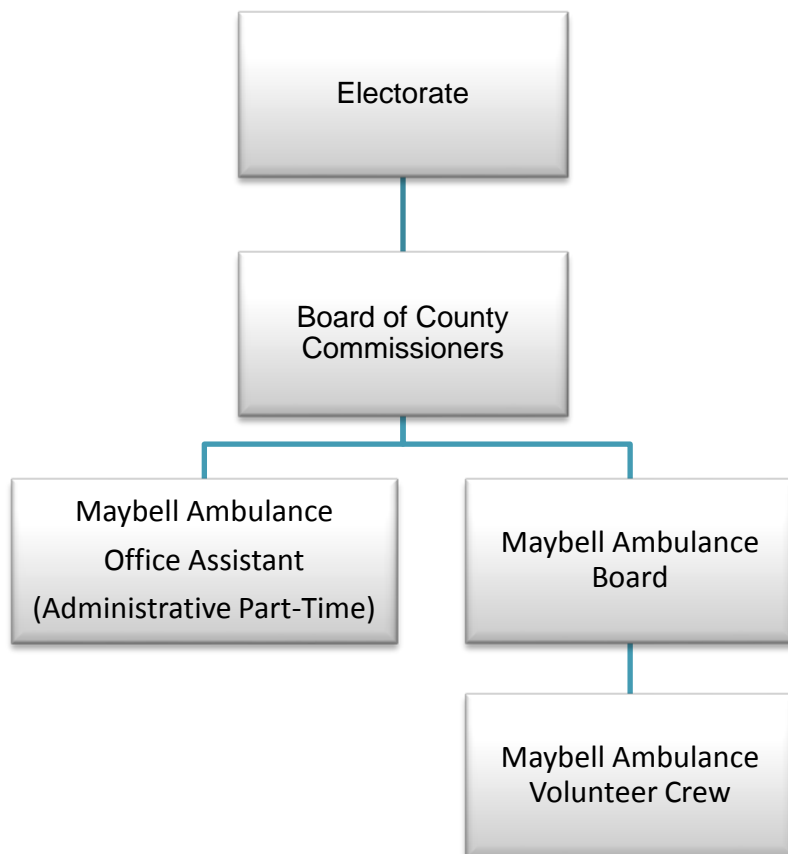 Electorate
Board of County
Commissioners
Maybell Ambulance
Office Assistant
(Administrative Part-Time)
Maybell Ambulance
Board
Maybell Ambulance
Volunteer Crew